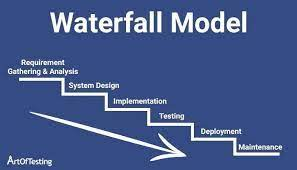 Waterfall Model
Requirement
Gathering & Analysis
System Design
Implementation
Testing
Deployment
Maintenance
ArtOfTesting